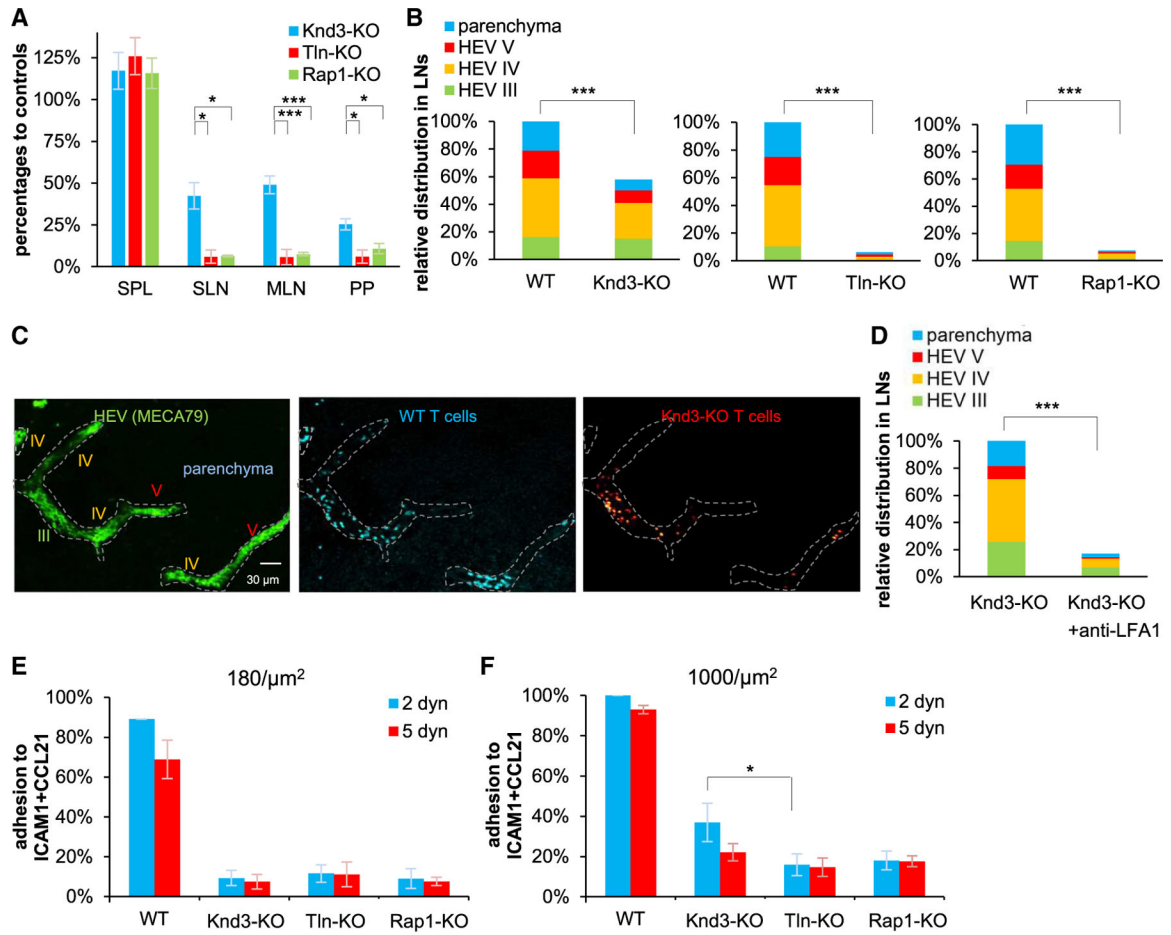 A
Knd3-KO
Tln-KO
Rap1-KO
percentages to controls
125%
100%
75%
50%
25%
0%
* *
*** ***
* *
SPL SLN MLN PP
B
parenchyma
HEV V
HEV IV
HEV III
relative distribution in LNs
***
100%
80%
60%
40%
20%
0%
WT Knd3-KO
***
100%
80%
60%
40%
20%
0%
WT Tln-KO
***
100%
80%
60%
40%
20%
0%
WT Rap1-KO
C
HEV (MECA79)
IV
IV
parenchyma
V
IV
III
V
IV
30 µm
WT T cells
Knd3-KO T cells
D
parenchyma
HEV V
HEV IV
HEV III
relative distribution in LNs
***
100%
80%
60%
40%
20%
0%
Knd3-KO Knd3-KO
+anti-LFA1
E
180/µm²
2 dyn
5 dyn
adhesion to
ICAM1+CCL21
100%
80%
60%
40%
20%
0%
WT Knd3-KO Tln-KO Rap1-KO
F
1000/µm²
2 dyn
5 dyn
adhesion to
ICAM1+CCL21
100%
80%
60%
40%
20%
0%
*
WT Knd3-KO Tln-KO Rap1-KO